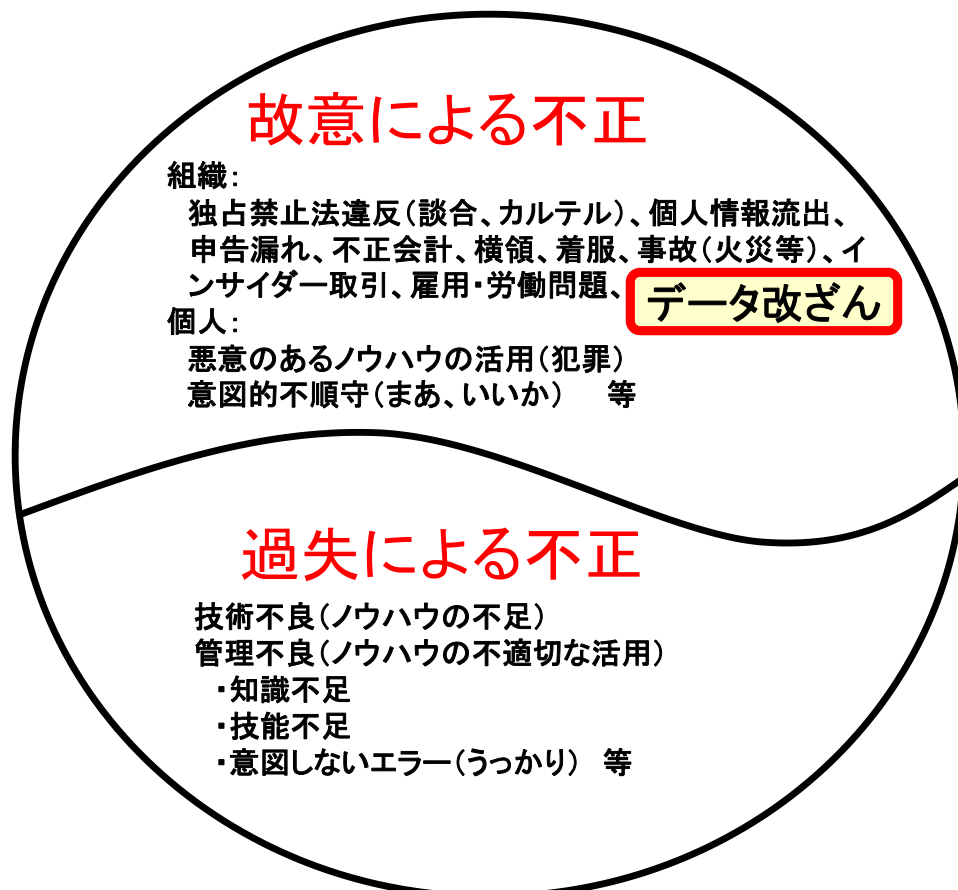 故意による不正
組織:
独占禁止法違反(談合、カルテル)、個人情報流出、
申告漏れ、不正会計、横領、着服、事故(火災等)、イ
ンサイダー取引、雇用・労働問題、データ改ざん
個人:
悪意のあるノウハウの活用(犯罪)
意図的不順守(まあ、いいか) 等
過失による不正
技術不良(ノウハウの不足)
管理不良(ノウハウの不適切な活用)
・知識不足
・技能不足
・意図しないエラー(うっかり) 等